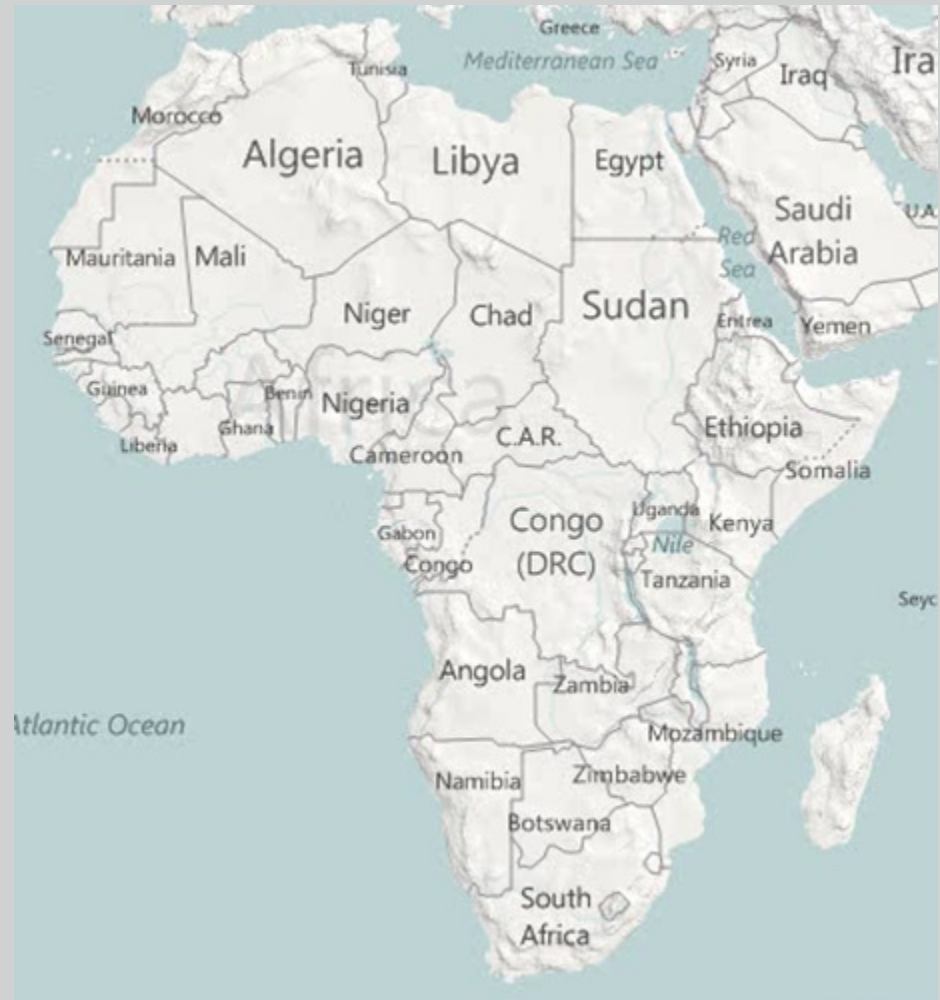 Greece
Mediterranean Sea
Syria
Ira
Iraq
Tunisia
Morocco
Algeria
Libya
Egypt
Saudi
Arabia
U.A.
Red
Sea
Mauritania
Mali
Niger
Chad
Sudan
Eritrea
Yemen
Senegal
Africa
Guinea
Benin
Nigeria
Ghana
Liberia
C.A.R.
Ethiopia
Cameroon
Somalia
Uganda
Kenya
Congo
(DRC)
Gabon
Congo
Nile
Tanzania
Seyc
Angola
Zambia
Atlantic Ocean
Mozambique
Namibia
Zimbabwe
Botswana
South
Africa